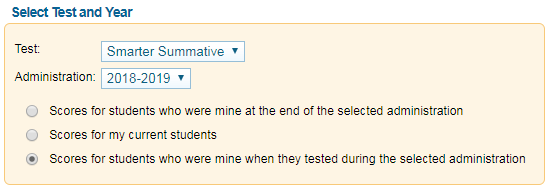 Select Test and Year
Test: Smarter Summative
Administration: 2018-2019
Scores for students who were mine at the end of the selected administration
Scores for my current students
Scores for students who were mine when they tested during the selected administration